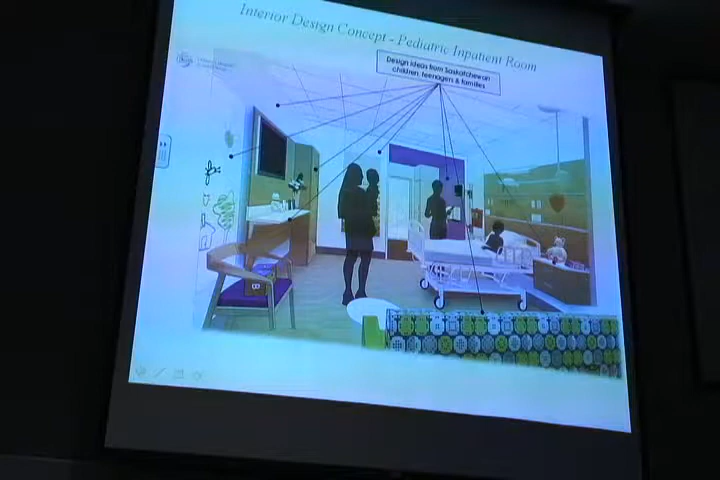 Interior Design Concept - Pediatric Inpatient Room
Design ideas from Saskatchewan
children, teenagers & families